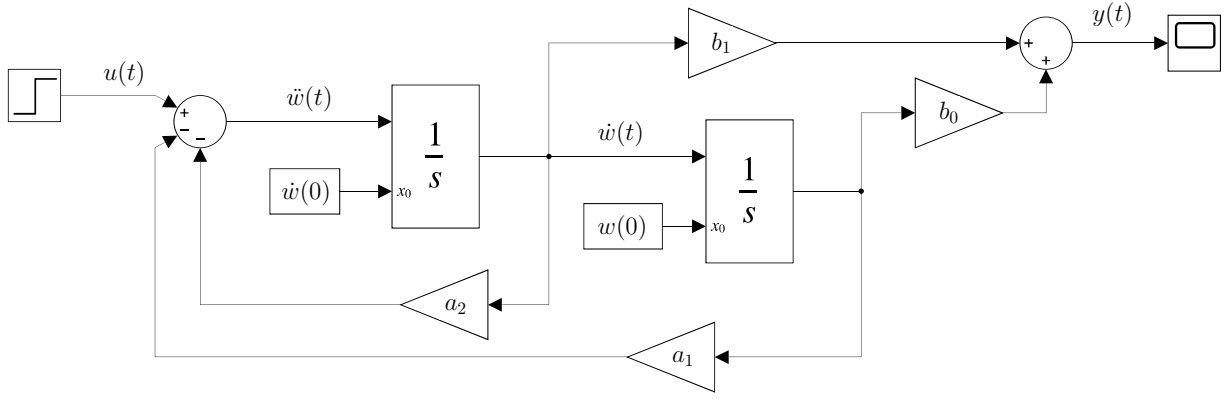 b₁
y(t)
+
+
u(t)
ẅ(t)
+
−
−
1/s
x₀
ẇ(0)
ẇ(t)
1/s
x₀
w(0)
b₀
a₂
a₁